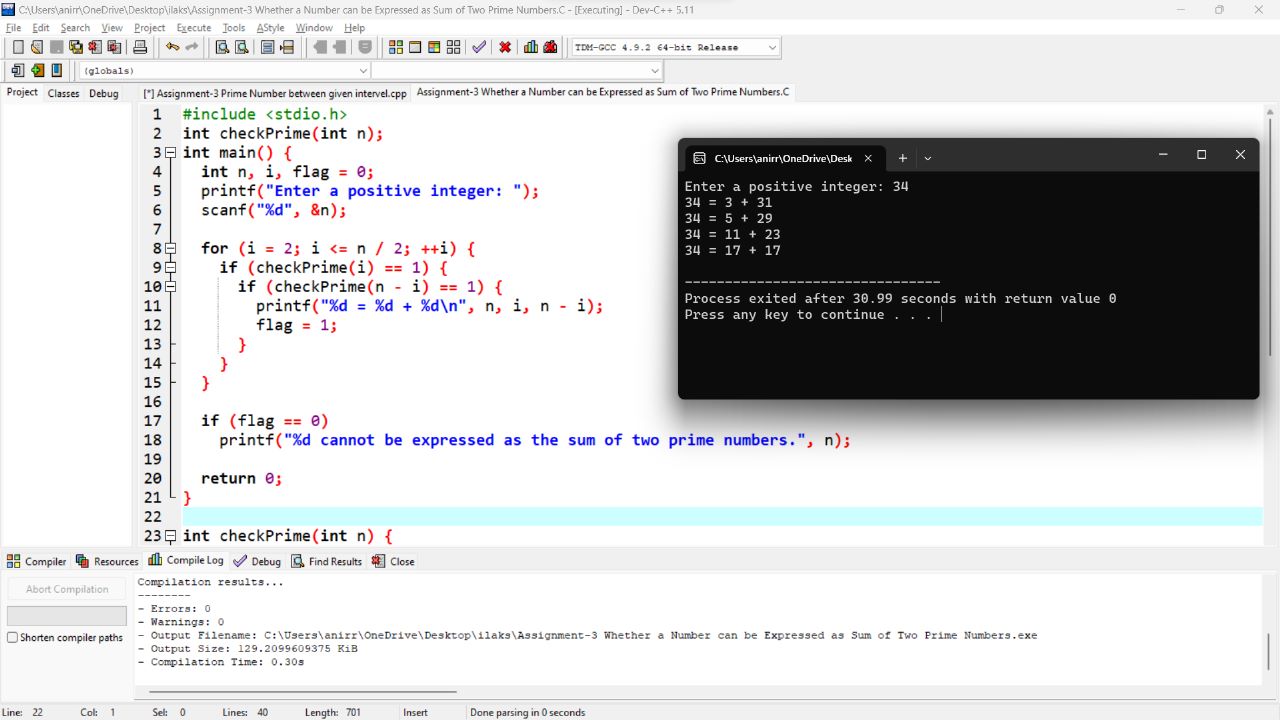 C:\Users\anirr\OneDrive\Desktop\ilaks\Assignment-3 Whether a Number can be Expressed as Sum of Two Prime Numbers.C - [Executing] - Dev-C++ 5.11
File Edit Search View Project Execute Tools AStyle Window Help
TDM-GCC 4.9.2 64-bit Release
(globals)
Project Classes Debug
[*] Assignment-3 Prime Number between given intervel.cpp Assignment-3 Whether a Number can be Expressed as Sum of Two Prime Numbers.C
1 #include <stdio.h>
2 int checkPrime(int n);
3 int main() {
4 int n, i, flag = 0;
5 printf("Enter a positive integer: ");
6 scanf("%d", &n);
7
8 for (i = 2; i <= n / 2; ++i) {
9 if (checkPrime(i) == 1) {
10 if (checkPrime(n - i) == 1) {
11 printf("%d = %d + %d\n", n, i, n - i);
12 flag = 1;
13 }
14 }
15 }
16
17 if (flag == 0)
18 printf("%d cannot be expressed as the sum of two prime numbers.", n);
19
20 return 0;
21 }
22
23 int checkPrime(int n) {
C:\Users\anirr\OneDrive\Desk
Enter a positive integer: 34
34 = 3 + 31
34 = 5 + 29
34 = 11 + 23
34 = 17 + 17
--------------------------------
Process exited after 30.99 seconds with return value 0
Press any key to continue . . .
Compiler Resources Compile Log Debug Find Results Close
Abort Compilation
Shorten compiler paths
Compilation results...
--------
- Errors: 0
- Warnings: 0
- Output Filename: C:\Users\anirr\OneDrive\Desktop\ilaks\Assignment-3 Whether a Number can be Expressed as Sum of Two Prime Numbers.exe
- Output Size: 129.2099609375 KiB
- Compilation Time: 0.30s
Line: 22 Col: 1 Sel: 0 Lines: 40 Length: 701 Insert Done parsing in 0 seconds